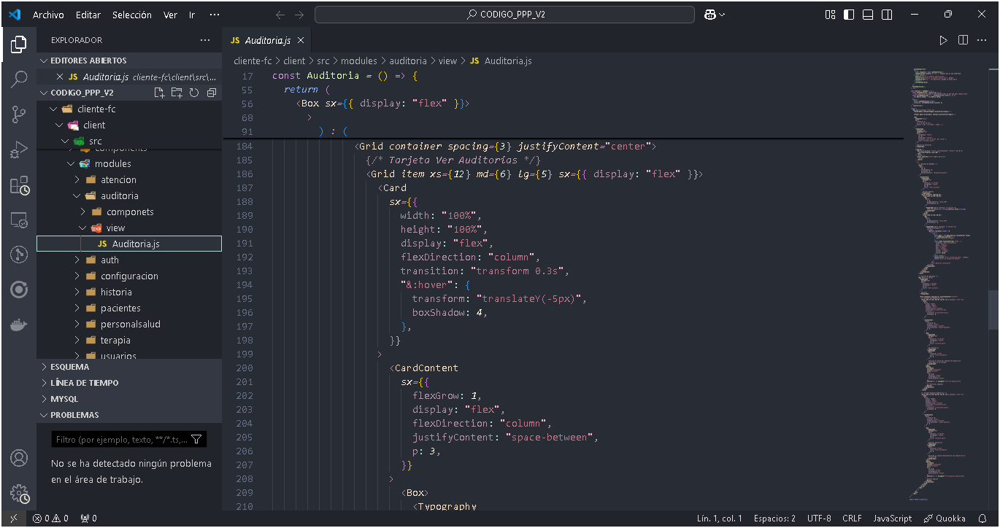 Archivo Editar Selección Ver Ir ··· CODIGO_PPP_V2
EXPLORADOR ···
EDITORES ABIERTOS
JS Auditoria.js cliente-fc\client\src\...
CODIGO_PPP_V2
cliente-fc
client
src
components
modules
atencion
auditoria
componets
view
JS Auditoria.js
auth
configuracion
historia
pacientes
personalsalud
terapia
usuarios
ESQUEMA
LÍNEA DE TIEMPO
MYSQL
PROBLEMAS
Filtro (por ejemplo, texto, **/*.ts,...
No se ha detectado ningún problema
en el área de trabajo.
JS Auditoria.js
cliente-fc > client > src > modules > auditoria > view > JS Auditoria.js
17 const Auditoria = () => {
55 return (
56 <Box sx={{ display: "flex" }}>
68 >
91 ) : (
184 <Grid container spacing={3} justifyContent="center">
185 {/* Tarjeta Ver Auditorías */}
186 <Grid item xs={12} md={6} lg={5} sx={{ display: "flex" }}>
187 <Card
188 sx={{
189 width: "100%",
190 height: "100%",
191 display: "flex",
192 flexDirection: "column",
193 transition: "transform 0.3s",
194 "&:hover": {
195 transform: "translateY(-5px)",
196 boxShadow: 4,
197 },
198 }}
199 >
200 <CardContent
201 sx={{
202 flexGrow: 1,
203 display: "flex",
204 flexDirection: "column",
205 justifyContent: "space-between",
206 p: 3,
207 }}
208 >
209 <Box>
210 <Typography
0 0 0 Lín. 1, col. 1 Espacios: 2 UTF-8 CRLF JavaScript Quokka